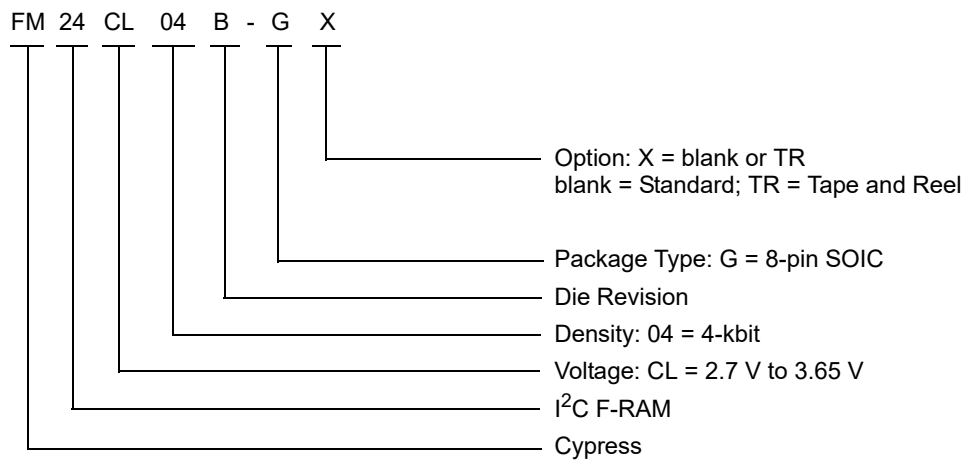 FM 24 CL 04 B - G X
Option: X = blank or TR
blank = Standard; TR = Tape and Reel
Package Type: G = 8-pin SOIC
Die Revision
Density: 04 = 4-kbit
Voltage: CL = 2.7 V to 3.65 V
I²C F-RAM
Cypress